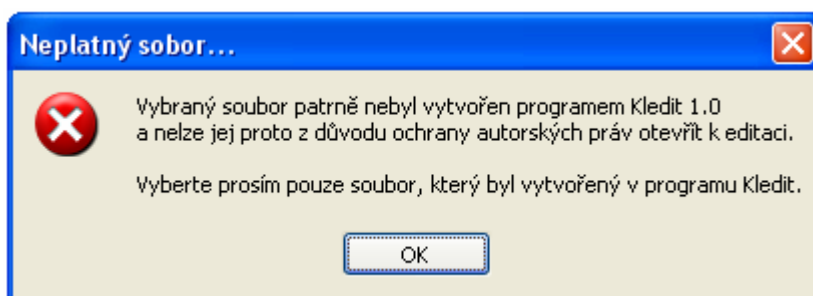 Neplatný sobor...
Vybraný soubor patrně nebyl vytvořen programem Kledit 1.0
a nelze jej proto z důvodu ochrany autorských práv otevřít k editaci.
Vyberte prosím pouze soubor, který byl vytvořený v programu Kledit.
OK